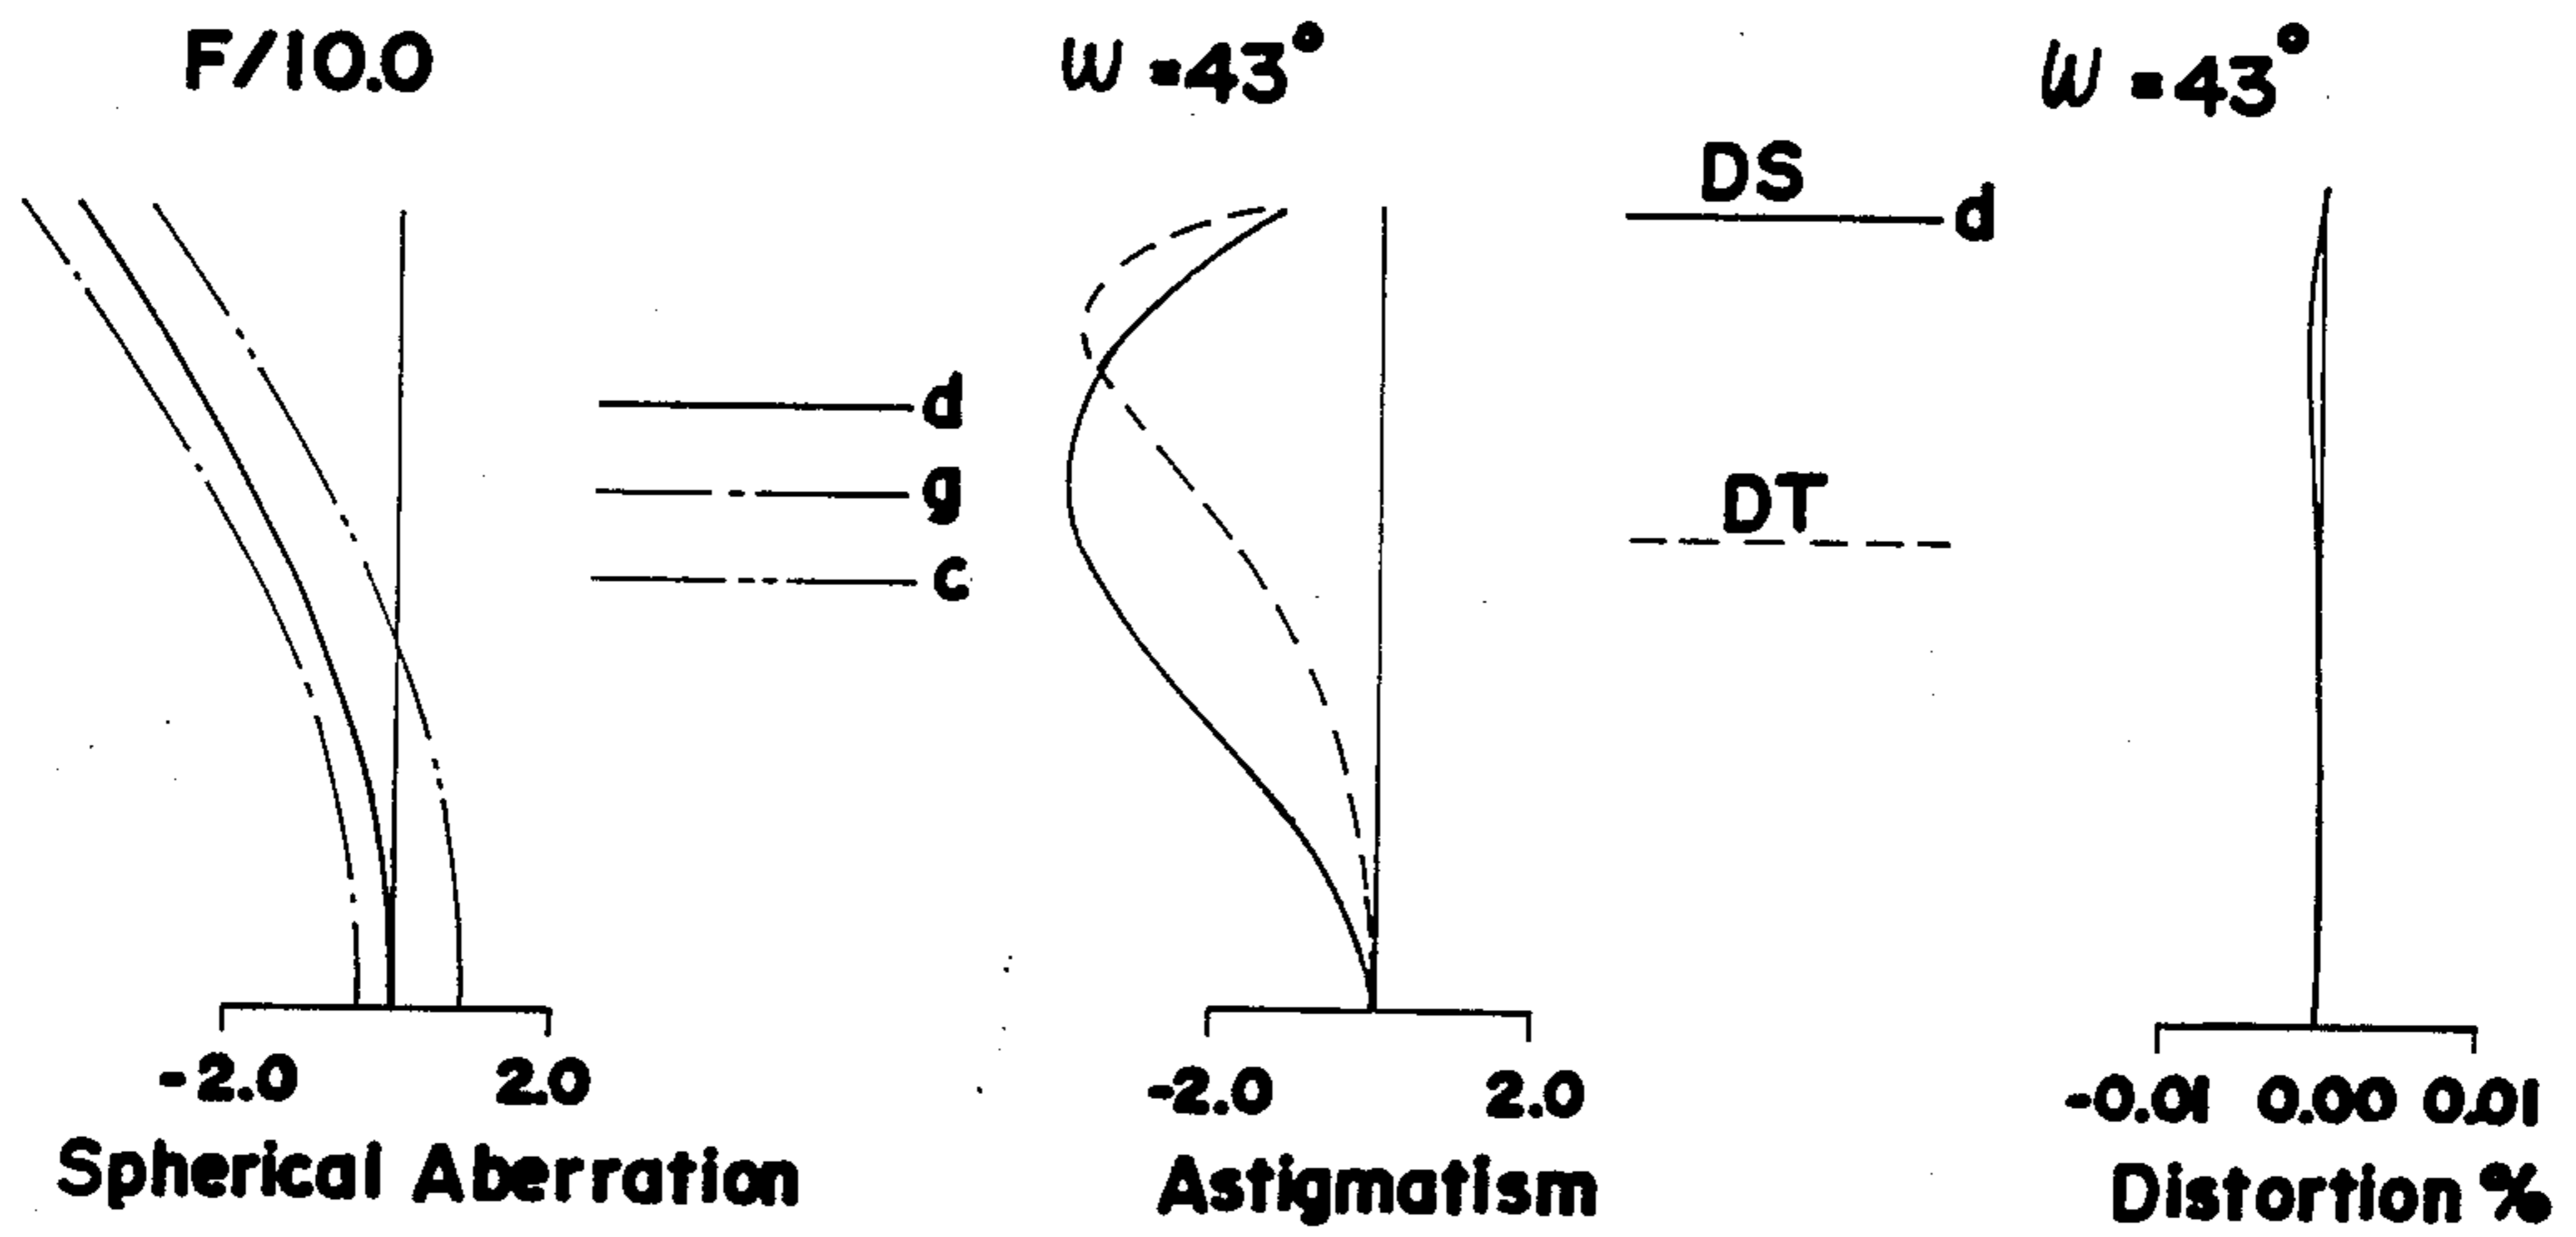 F/10.0
W = 43°
W = 43°
DS
d
d
g
DT
c
-2.0 2.0
-2.0 2.0
-0.01 0.00 0.01
Spherical Aberration
Astigmatism
Distortion %